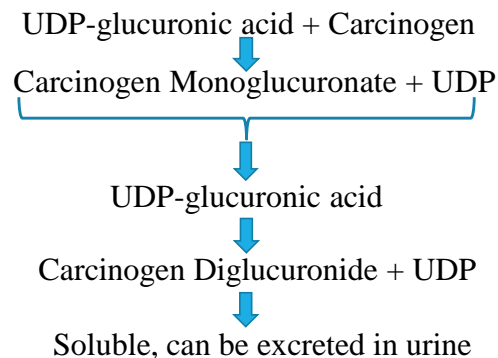 UDP-glucuronic acid + Carcinogen
Carcinogen Monoglucuronate + UDP
UDP-glucuronic acid
Carcinogen Diglucuronide + UDP
Soluble, can be excreted in urine